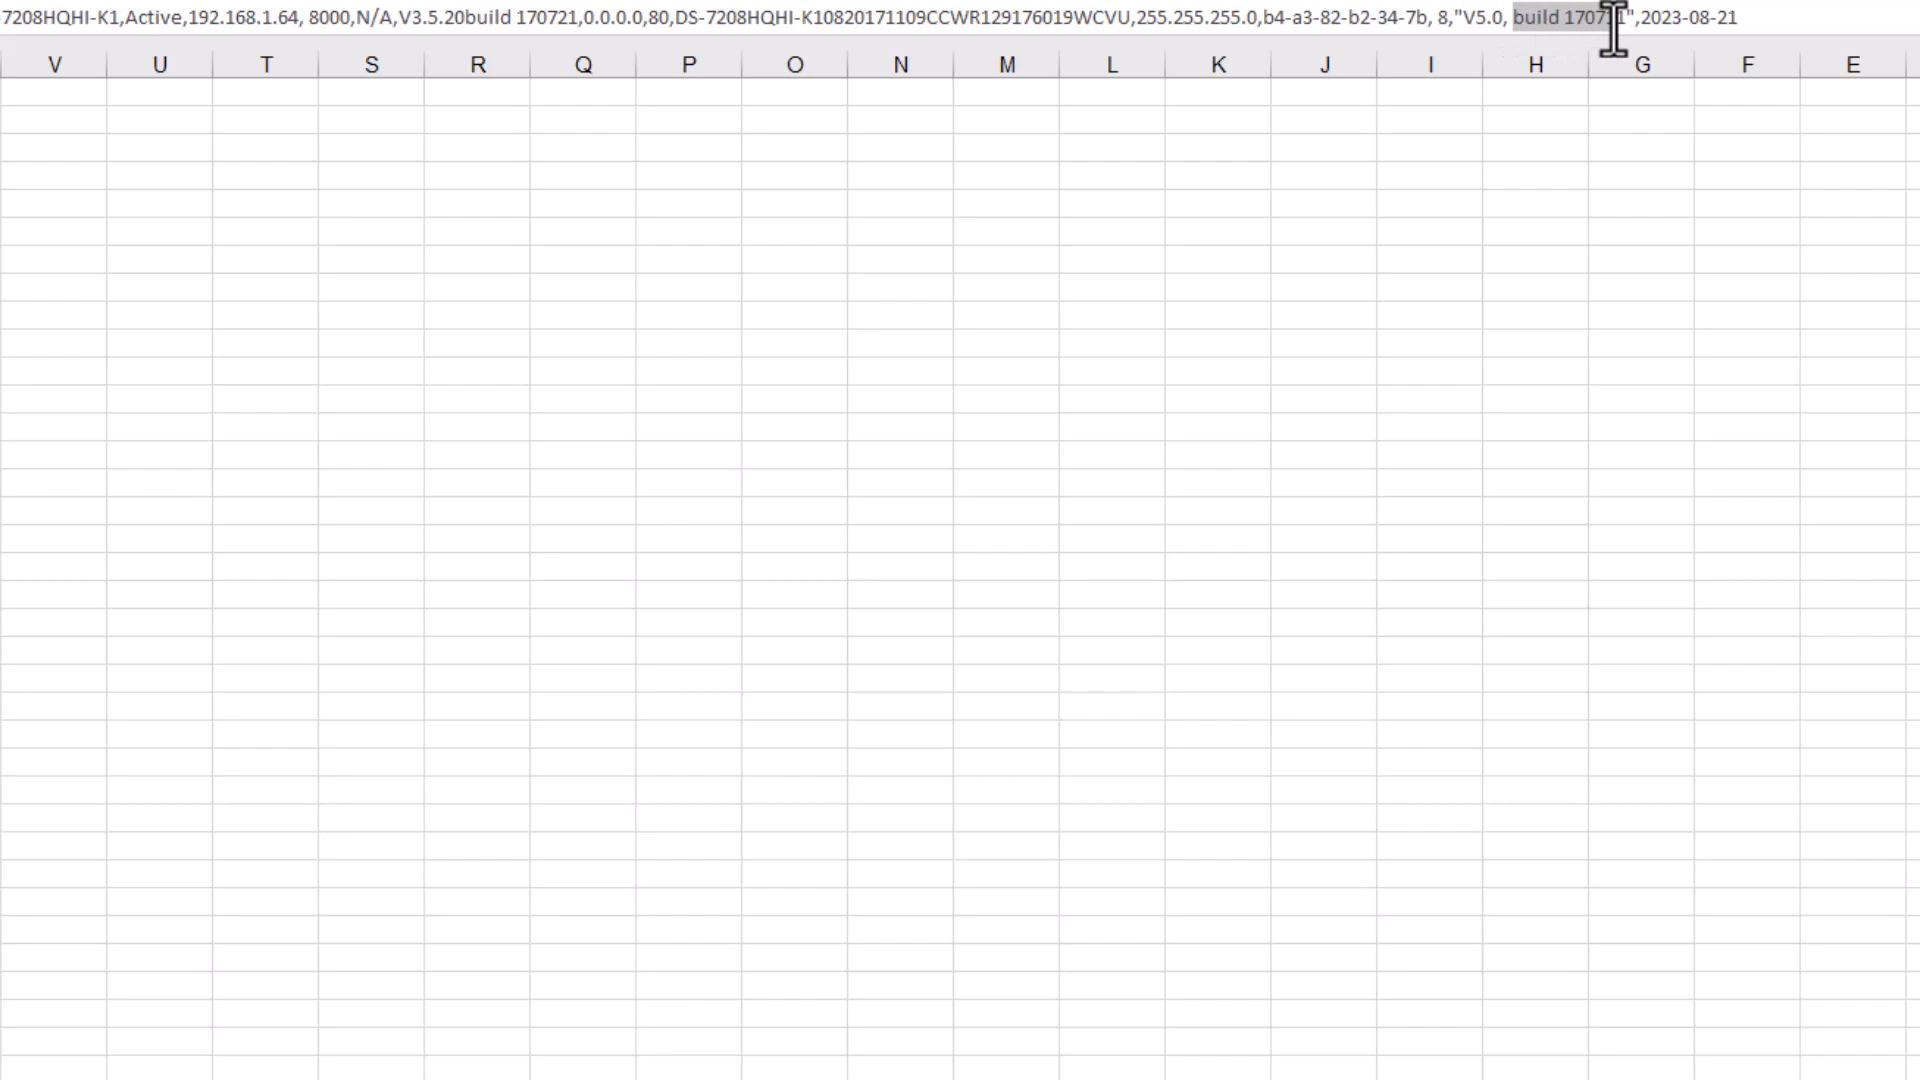 -7208HQHI-K1,Active,192.168.1.64, 8000,N/A,V3.5.20build 170721,0.0.0.0,80,DS-7208HQHI-K10820171109CCWR129176019WCVU,255.255.255.0,b4-a3-82-b2-34-7b, 8,"V5.0, build",2023-08-21
V U T S R Q P O N M L K J I H G F E